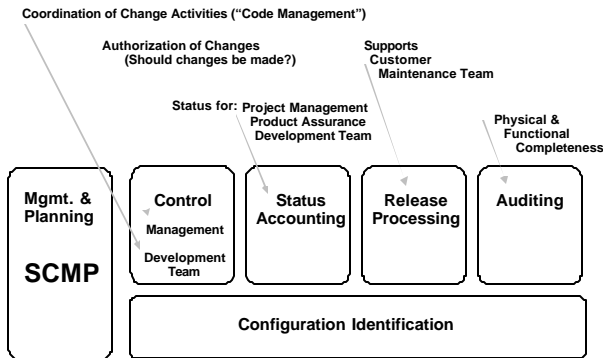 Coordination of Change Activities (“Code Management”)
Authorization of Changes
(Should changes be made?)
Supports
Customer
Maintenance Team
Status for: Project Management
Product Assurance
Development Team
Physical &
Functional
Completeness
Mgmt. &
Planning
SCMP
Control
Management
Development
Team
Status
Accounting
Release
Processing
Auditing
Configuration Identification